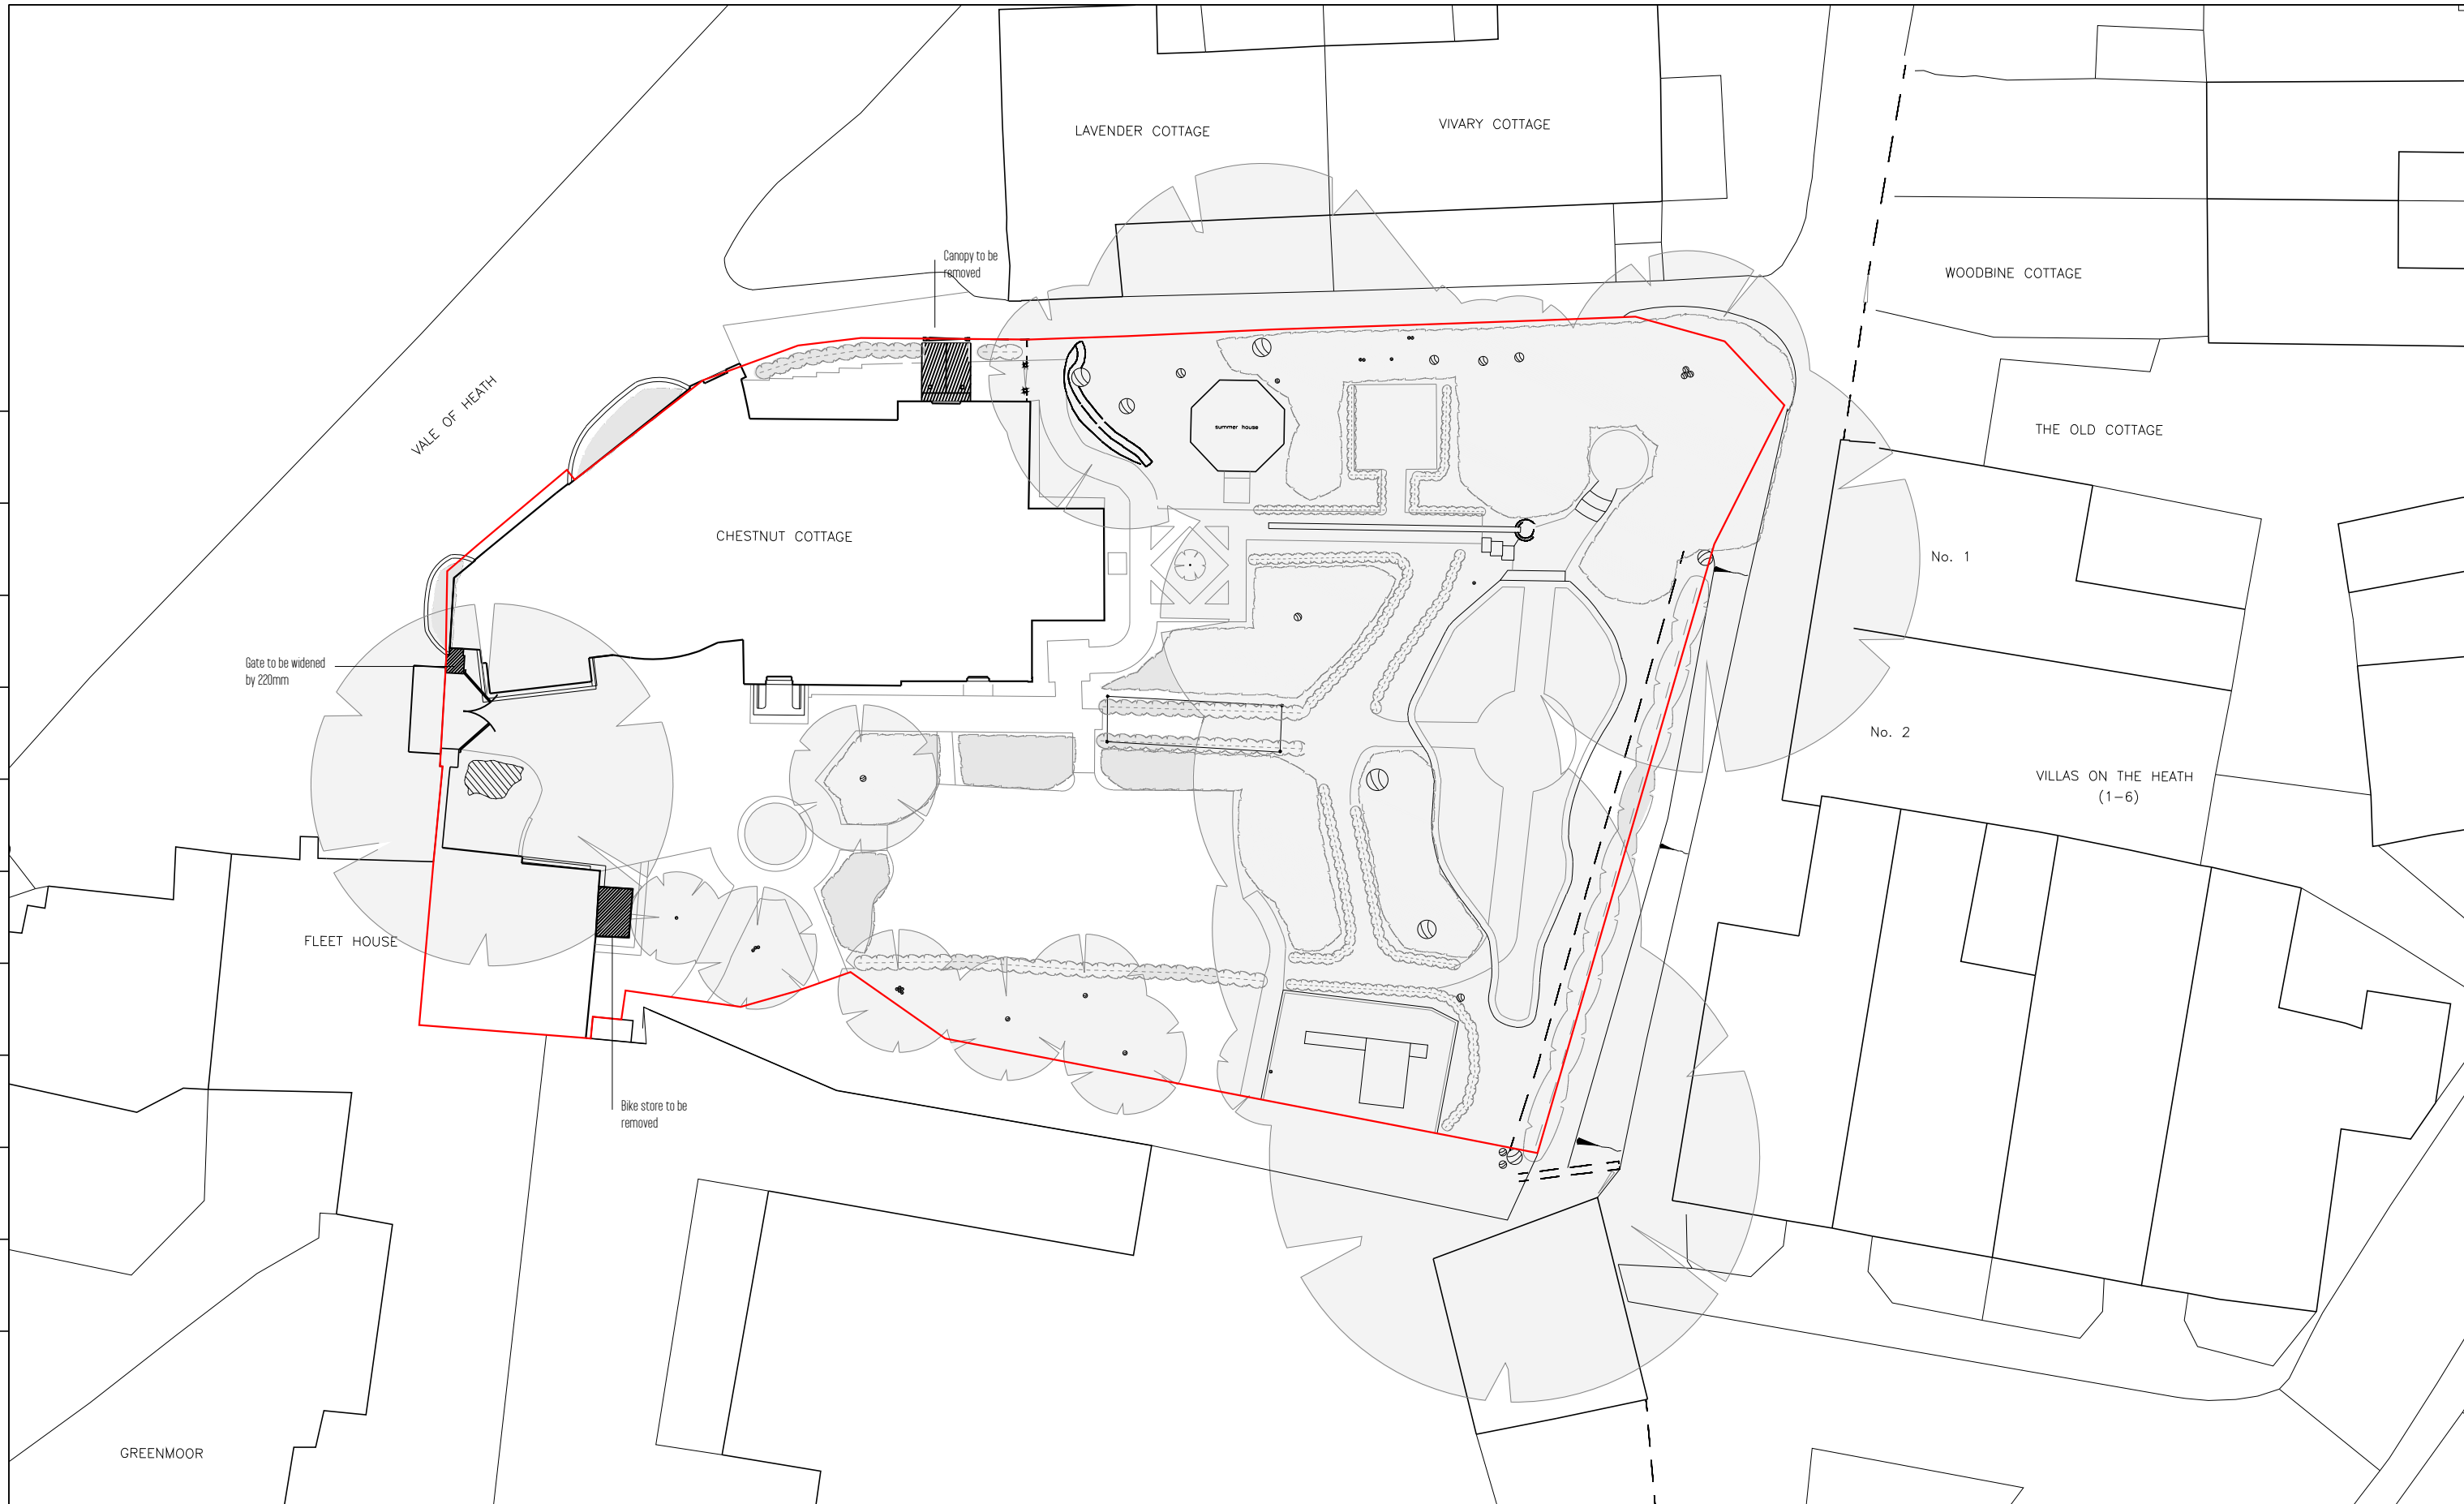 LAVENDER COTTAGE
VIVARY COTTAGE
Canopy to be
removed
WOODBINE COTTAGE
VALE OF HEATH
summer house
THE OLD COTTAGE
CHESTNUT COTTAGE
No. 1
Gate to be widened
by 220mm
No. 2
VILLAS ON THE HEATH
(1-6)
FLEET HOUSE
Bike store to be
removed
GREENMOOR